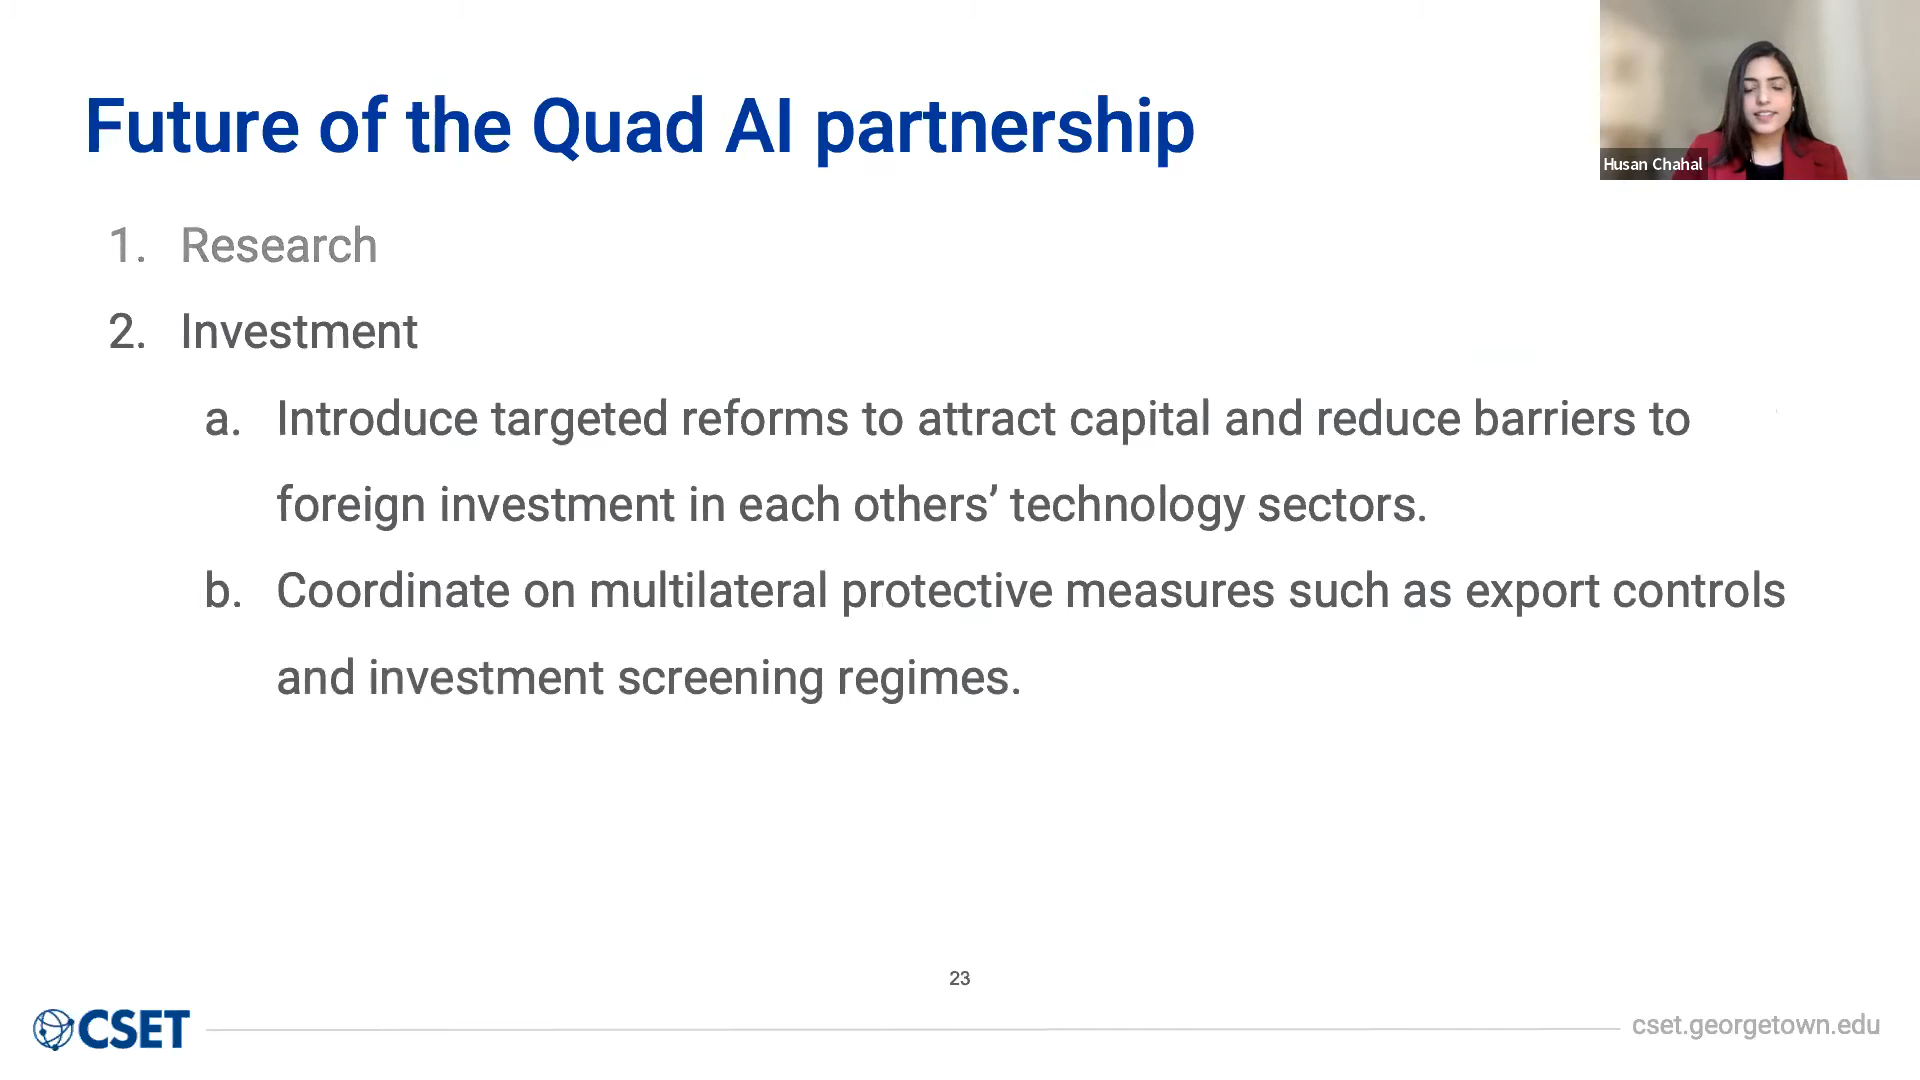 Future of the Quad AI partnership
Husan Chahal
1. Research
2. Investment
a. Introduce targeted reforms to attract capital and reduce barriers to
foreign investment in each others’ technology sectors.
b. Coordinate on multilateral protective measures such as export controls
and investment screening regimes.
23
CSET
cset.georgetown.edu